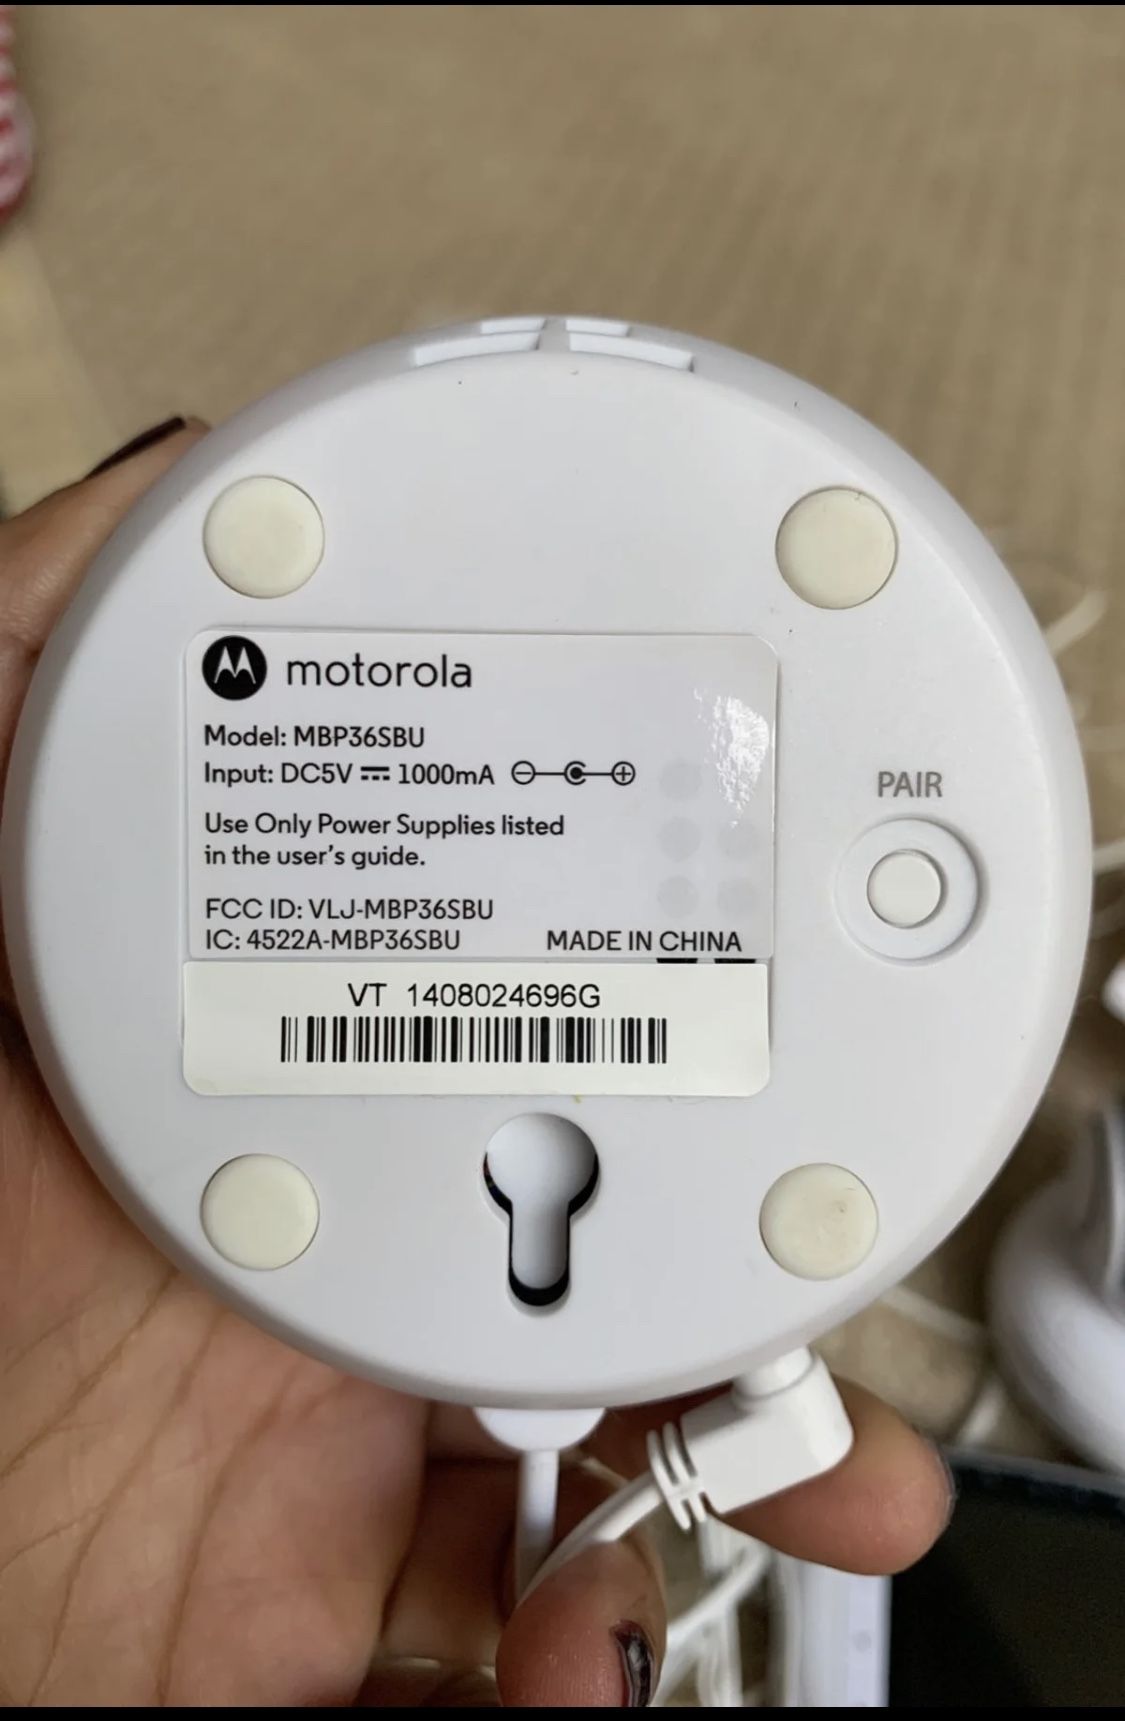 motorola
Model: MBP36SBU
Input: DC5V ⎓ 1000mA
Use Only Power Supplies listed
in the user's guide.
FCC ID: VLJ-MBP36SBU
IC: 4522A-MBP36SBU MADE IN CHINA
VT 1408024696G
PAIR